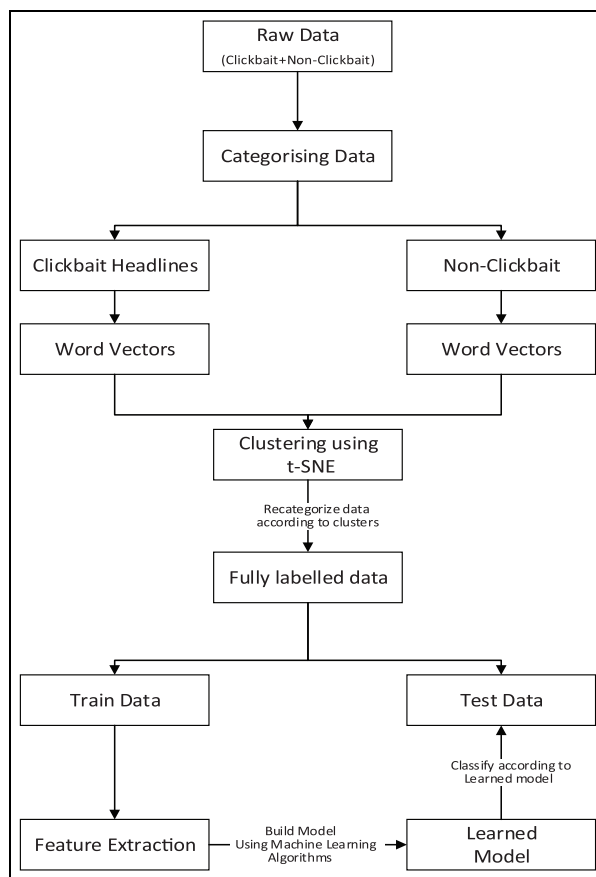 Raw Data
(Clickbait+Non-Clickbait)
Categorising Data
Clickbait Headlines
Non-Clickbait
Word Vectors
Word Vectors
Clustering using
t-SNE
Recategorize data
according to clusters
Fully labelled data
Train Data
Test Data
Classify according to
Learned model
Feature Extraction
Build Model
Using Machine Learning
Algorithms
Learned
Model